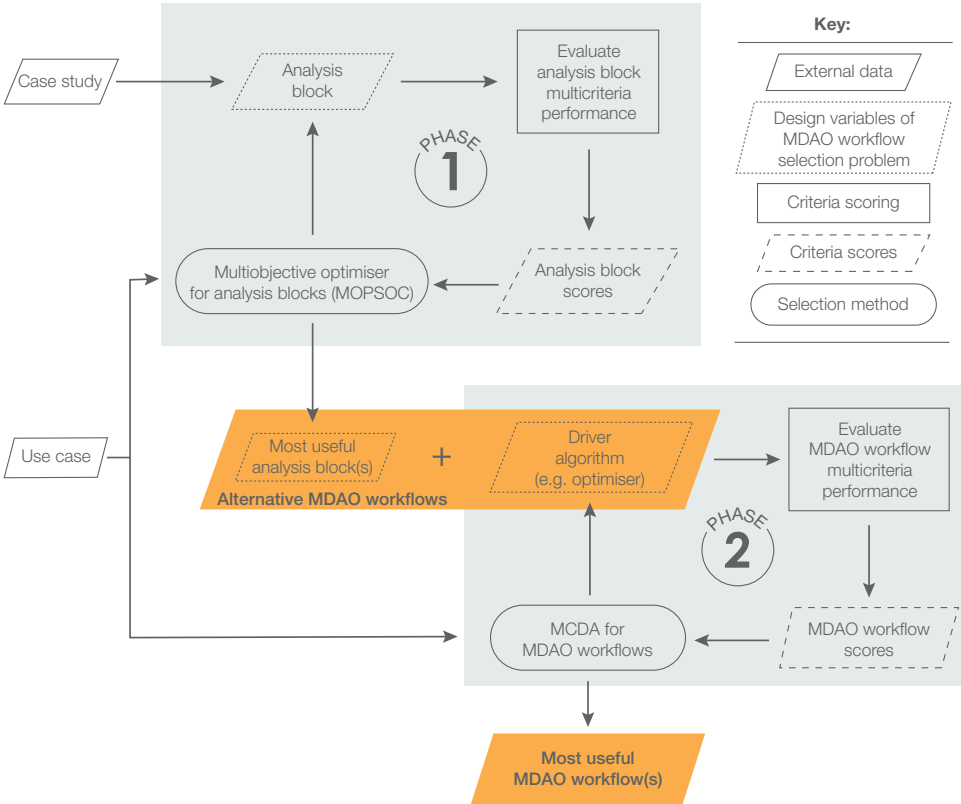 Case study
Analysis
block
Evaluate
analysis block
multicriteria
performance
PHASE
1
Multiobjective optimiser
for analysis blocks (MOPSOC)
Analysis block
scores
Key:
External data
Design variables of
MDAO workflow
selection problem
Criteria scoring
Criteria scores
Selection method
Use case
Most useful
analysis block(s)
+
Driver
algorithm
(e.g. optimiser)
Alternative MDAO workflows
Evaluate
MDAO workflow
multicriteria
performance
PHASE
2
MCDA for
MDAO workflows
MDAO workflow
scores
Most useful
MDAO workflow(s)